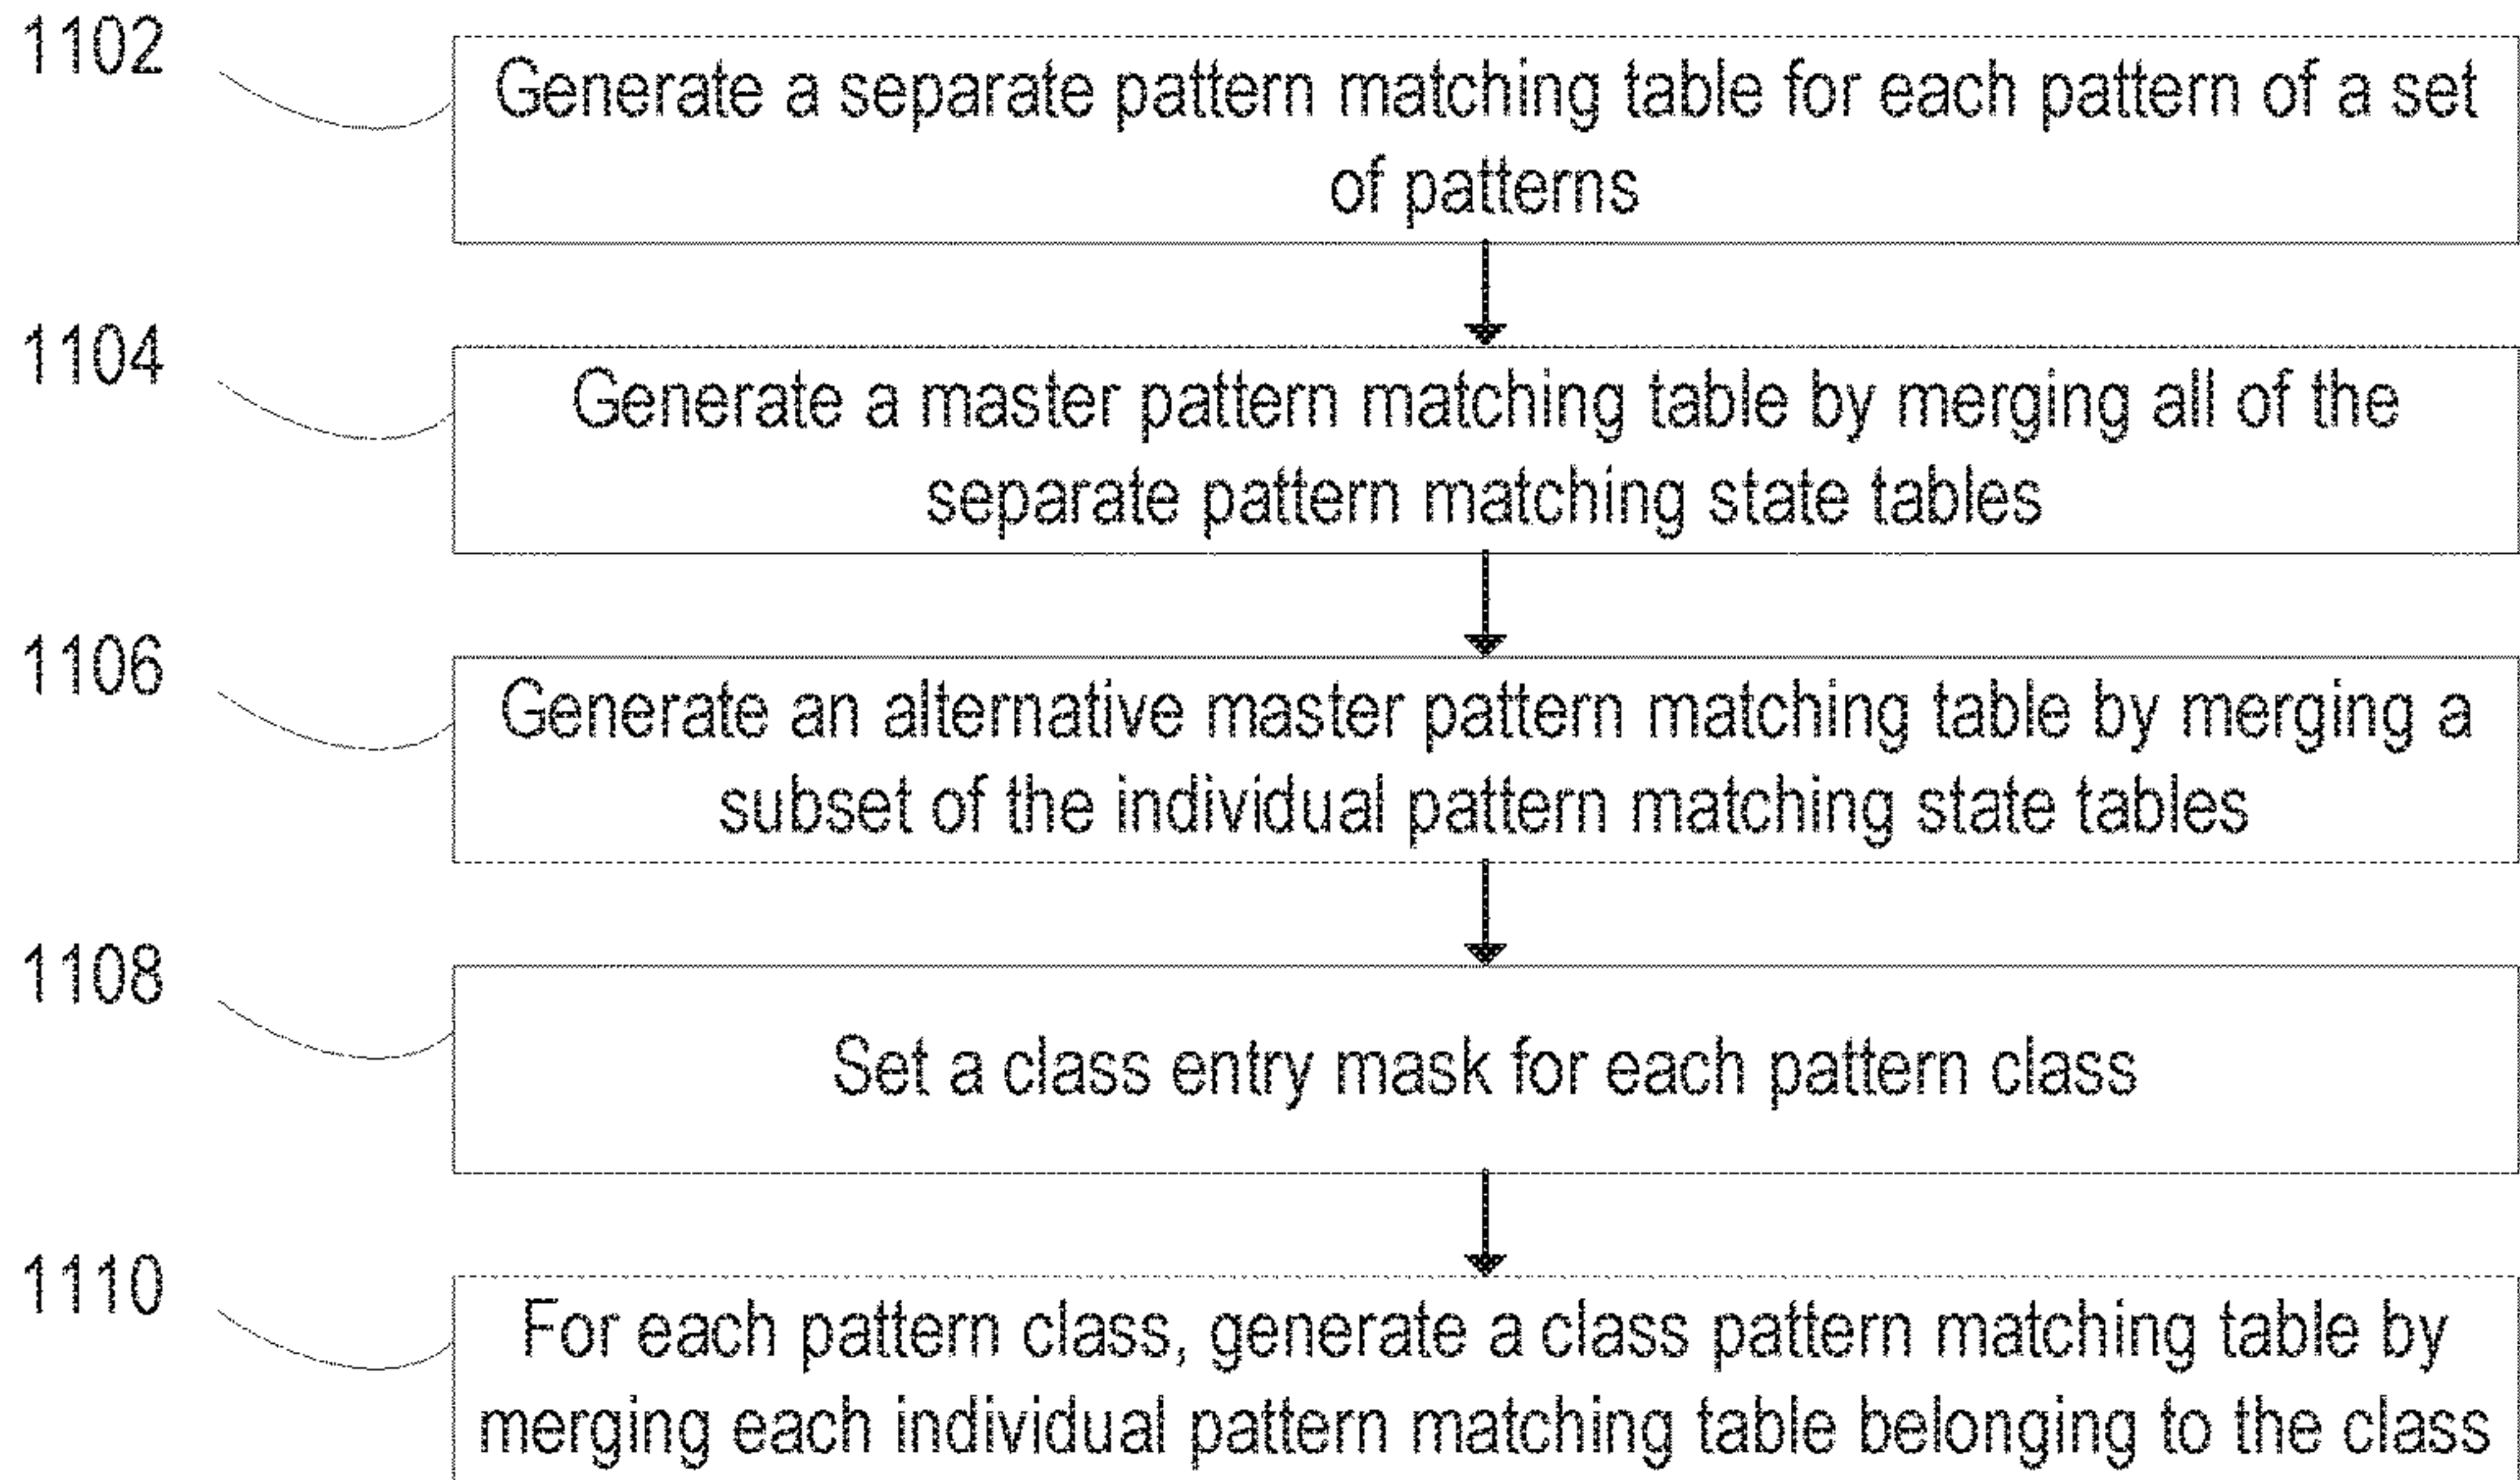 1102
Generate a separate pattern matching table for each pattern of a set
of patterns
1104
Generate a master pattern matching table by merging all of the
separate pattern matching state tables
1106
Generate an alternative master pattern matching table by merging a
subset of the individual pattern matching state tables
1108
Set a class entry mask for each pattern class
1110
For each pattern class, generate a class pattern matching table by
merging each individual pattern matching table belonging to the class